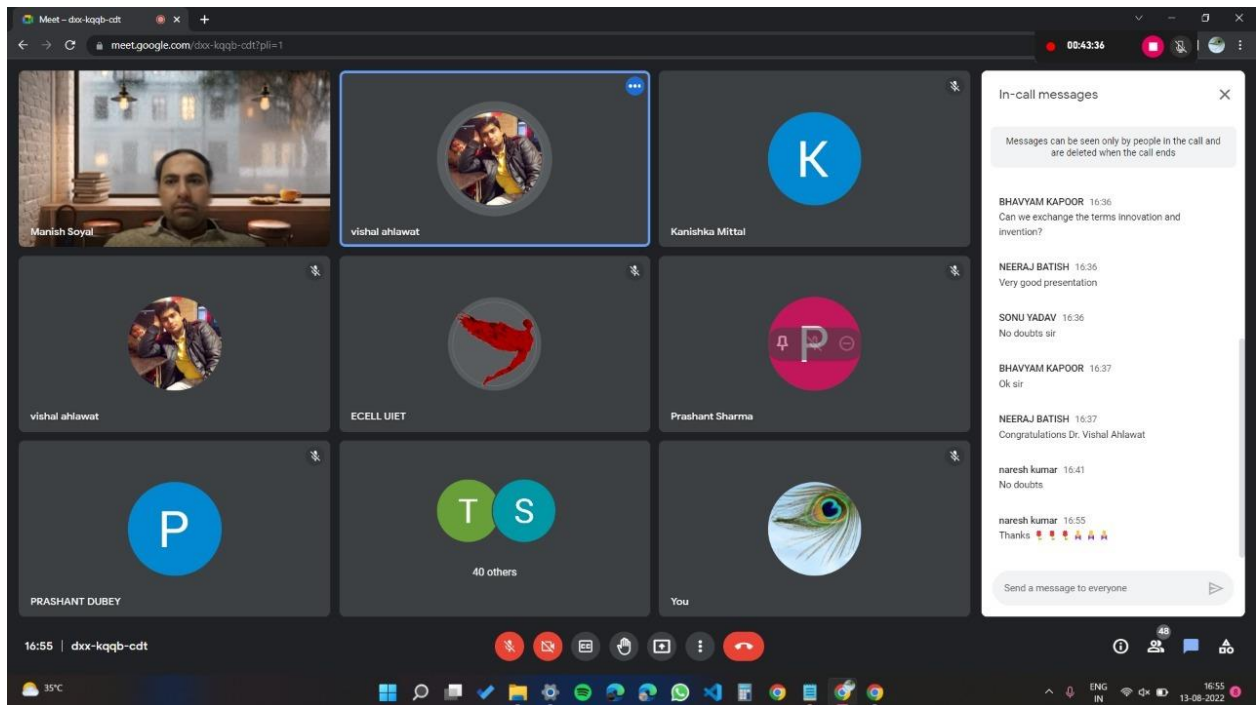 Meet – dxx-kqqb-cdt
meet.google.com/dxx-kqqb-cdt?pli=1
00:43:36
Manish Soyal
vishal ahlawat
K
Kanishka Mittal
vishal ahlawat
ECELL UIET
P
Prashant Sharma
P
PRASHANT DUBEY
T S
40 others
You
In-call messages
Messages can be seen only by people in the call and
are deleted when the call ends
BHAVYAM KAPOOR 16:36
Can we exchange the terms innovation and
invention?
NEERAJ BATISH 16:36
Very good presentation
SONU YADAV 16:36
No doubts sir
BHAVYAM KAPOOR 16:37
Ok sir
NEERAJ BATISH 16:37
Congratulations Dr. Vishal Ahlawat
naresh kumar 16:41
No doubts
naresh kumar 16:55
Thanks 🌹🌹🌹🙏🙏🙏
Send a message to everyone
16:55 | dxx-kqqb-cdt
CC
48
35°C
ENG
IN
16:55
13-08-2022